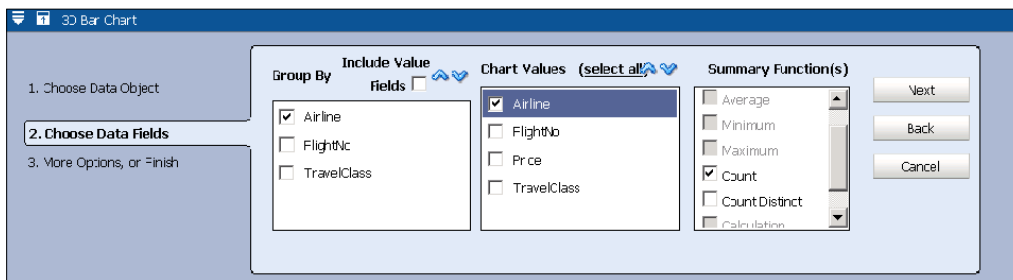 3D Bar Chart
1. Choose Data Object
2. Choose Data Fields
3. More Options, or Finish
Group By
Include Value Fields
Airline
FlightNo
TravelClass
Chart Values (select all)
Airline
FlightNo
Price
TravelClass
Summary Function(s)
Average
Minimum
Maximum
Count
Count Distinct
Calculation
Next
Back
Cancel